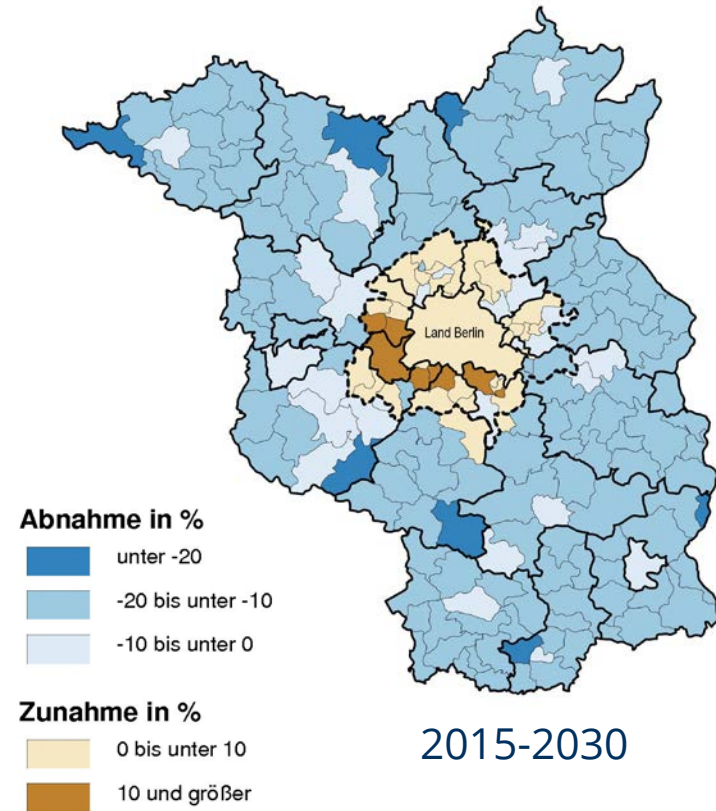 Land Berlin
Abnahme in %
unter -20
-20 bis unter -10
-10 bis unter 0
Zunahme in %
0 bis unter 10
10 und größer
2015-2030